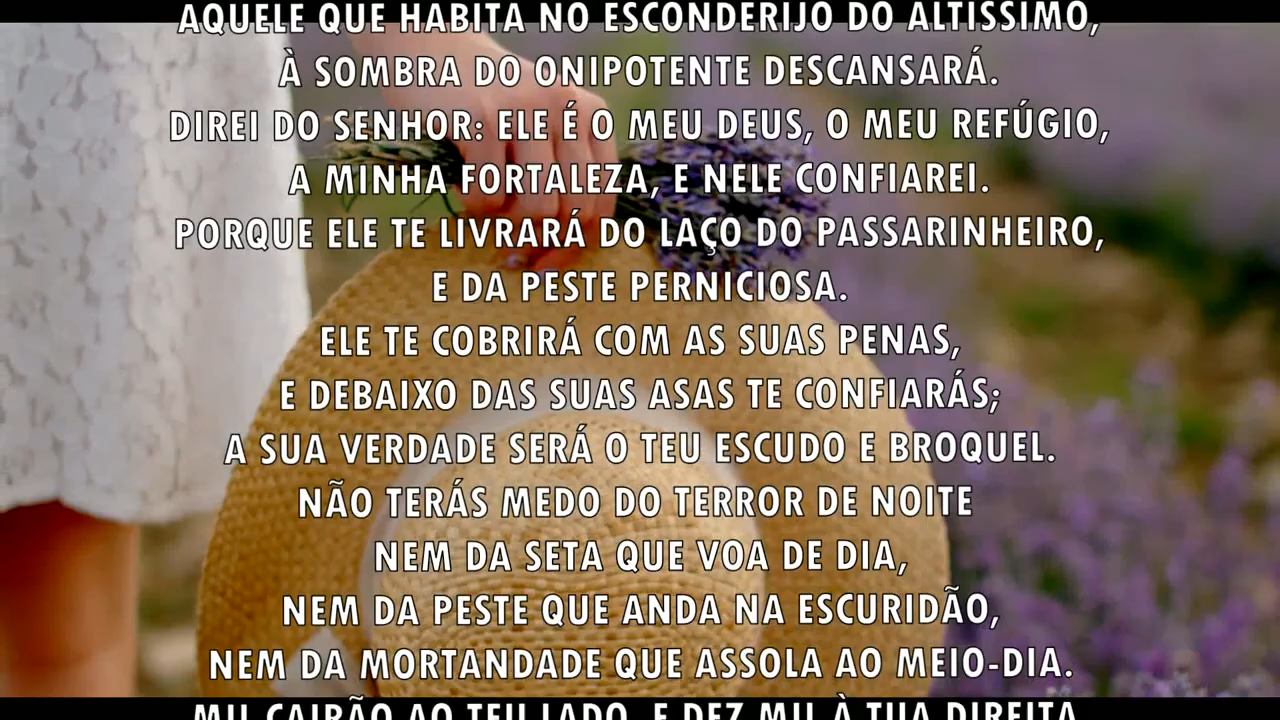 AQUELE QUE HABITA NO ESCONDERIJO DO ALTÍSSIMO,
À SOMBRA DO ONIPOTENTE DESCANSARÁ.
DIREI DO SENHOR: ELE É O MEU DEUS, O MEU REFÚGIO,
A MINHA FORTALEZA, E NELE CONFIAREI.
PORQUE ELE TE LIVRARÁ DO LAÇO DO PASSARINHEIRO,
E DA PESTE PERNICIOSA.
ELE TE COBRIRÁ COM AS SUAS PENAS,
E DEBAIXO DAS SUAS ASAS TE CONFIARÁS;
A SUA VERDADE SERÁ O TEU ESCUDO E BROQUEL.
NÃO TERÁS MEDO DO TERROR DE NOITE
NEM DA SETA QUE VOA DE DIA,
NEM DA PESTE QUE ANDA NA ESCURIDÃO,
NEM DA MORTANDADE QUE ASSOLA AO MEIO-DIA.
MIL CAIRÃO AO TEU LADO, E DEZ MIL À TUA DIREITA